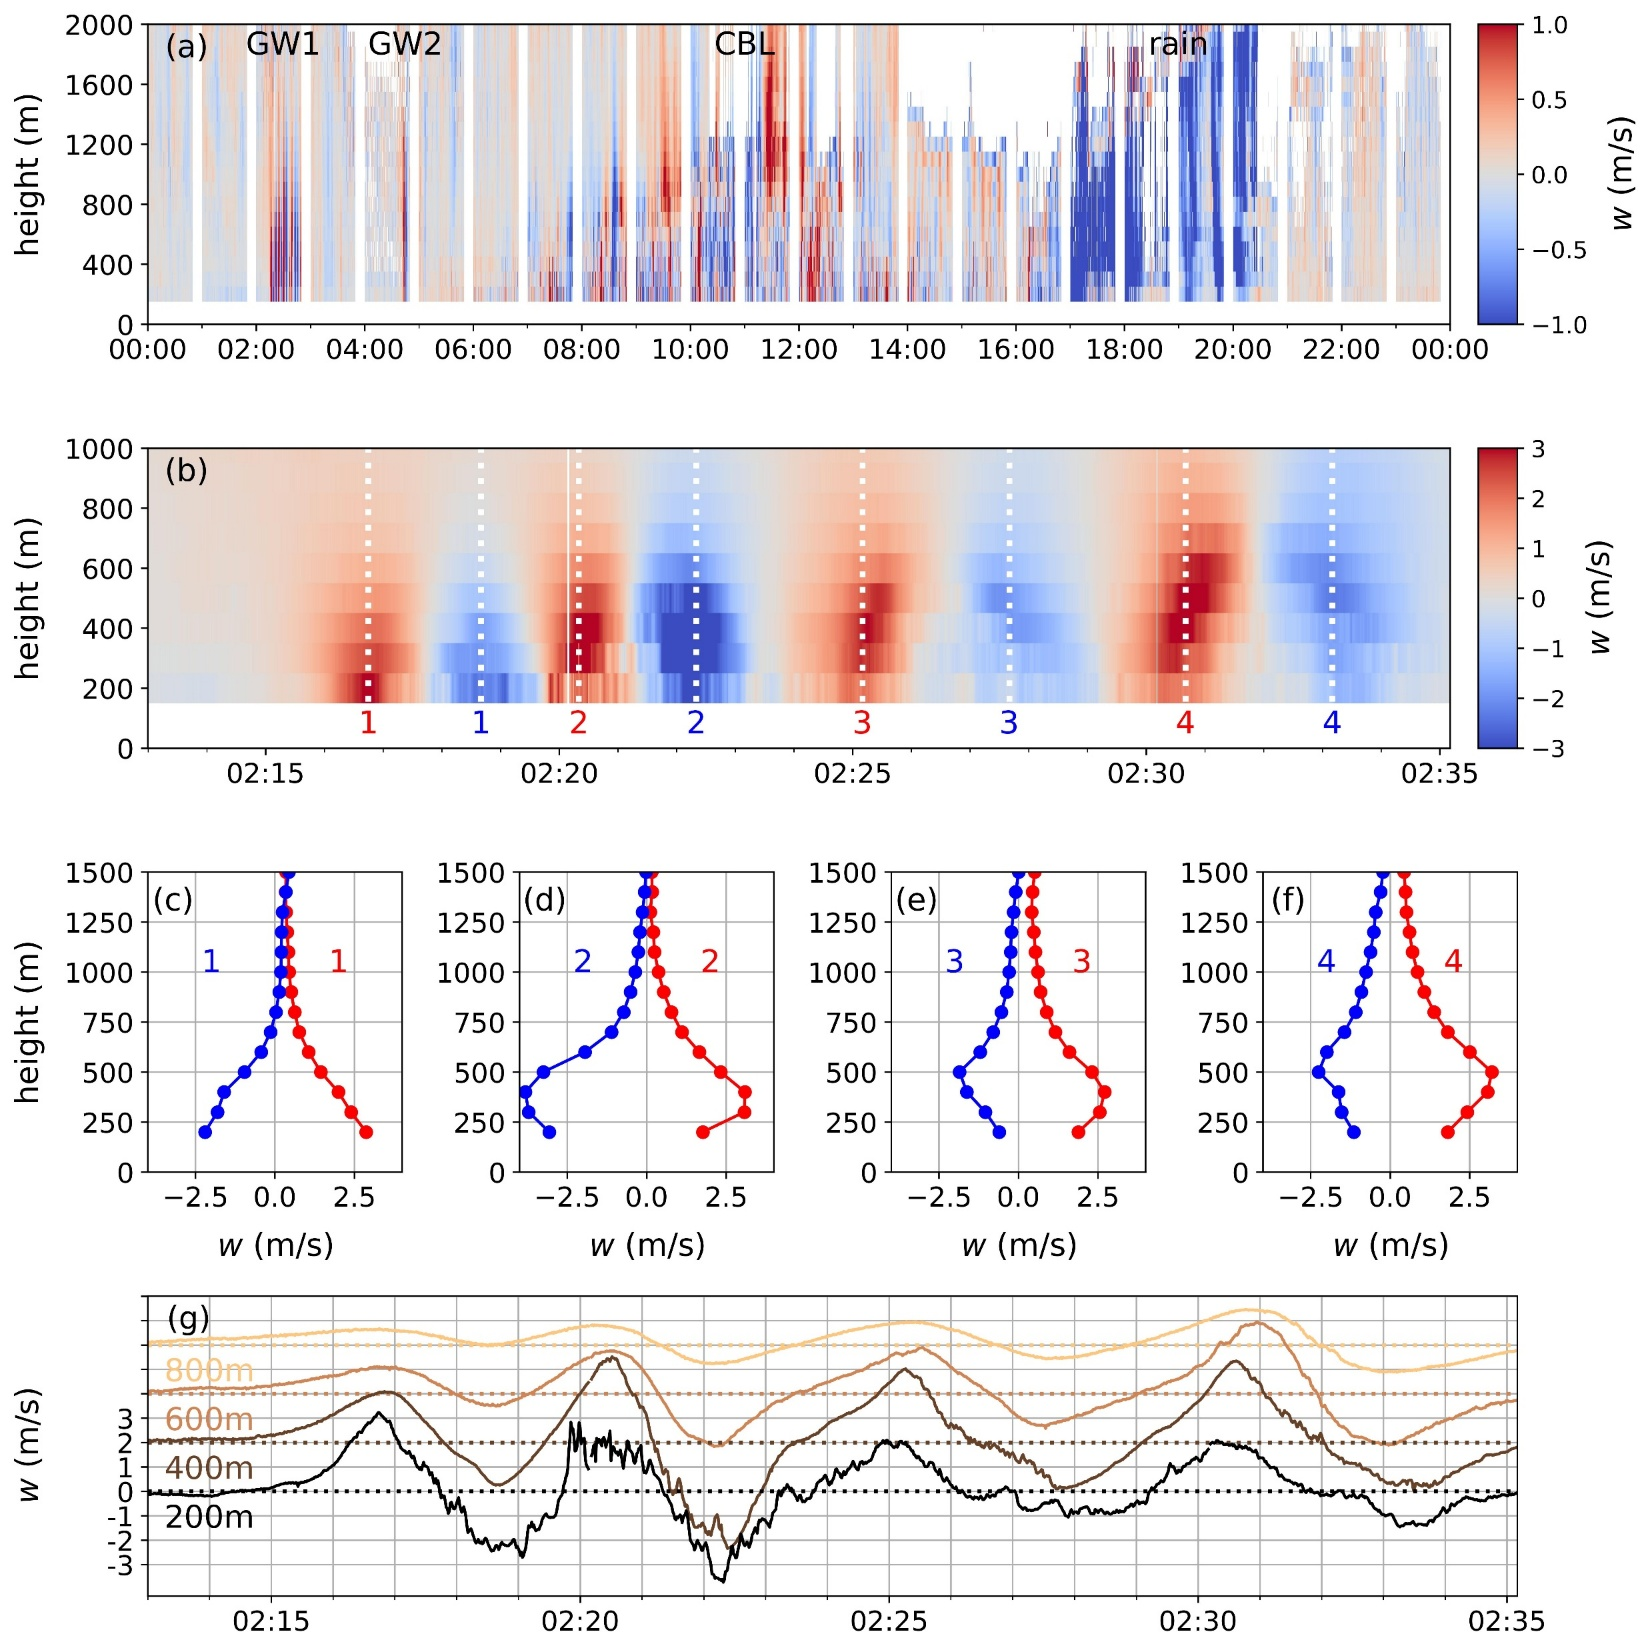 (a) GW1 GW2 CBL rain
height (m)
2000
1600
1200
800
400
0
00:00 02:00 04:00 06:00 08:00 10:00 12:00 14:00 16:00 18:00 20:00 22:00 00:00
1.0
0.5
0.0
−0.5
−1.0
w (m/s)
(b)
height (m)
1000
800
600
400
200
0
1 1 2 2 3 3 4 4
02:15 02:20 02:25 02:30 02:35
3
2
1
0
−1
−2
−3
w (m/s)
height (m)
(c)
1500
1250
1000
750
500
250
0
1 1
−2.5 0.0 2.5
w (m/s)
(d)
1500
1250
1000
750
500
250
0
2 2
−2.5 0.0 2.5
w (m/s)
(e)
1500
1250
1000
750
500
250
0
3 3
−2.5 0.0 2.5
w (m/s)
(f)
1500
1250
1000
750
500
250
0
4 4
−2.5 0.0 2.5
w (m/s)
(g)
w (m/s)
800m
600m
400m
200m
3
2
1
0
-1
-2
-3
02:15 02:20 02:25 02:30 02:35